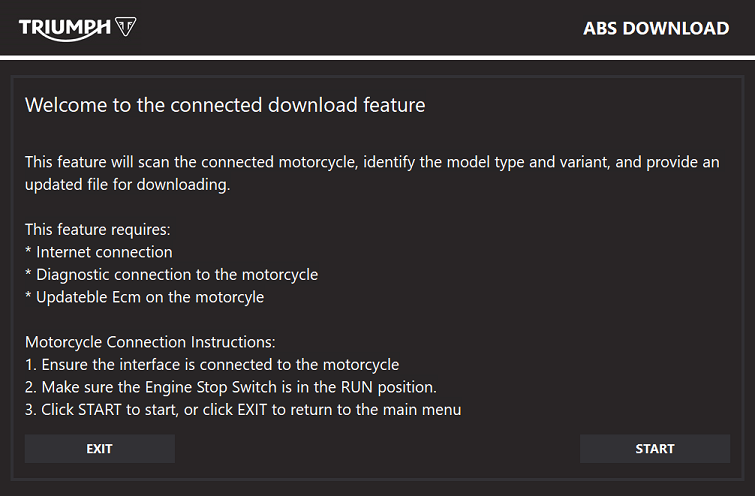 TRIUMPH
ABS DOWNLOAD
Welcome to the connected download feature
This feature will scan the connected motorcycle, identify the model type and variant, and provide an
updated file for downloading.
This feature requires:
* Internet connection
* Diagnostic connection to the motorcycle
* Updateble Ecm on the motorcyle
Motorcycle Connection Instructions:
1. Ensure the interface is connected to the motorcycle
2. Make sure the Engine Stop Switch is in the RUN position.
3. Click START to start, or click EXIT to return to the main menu
EXIT
START